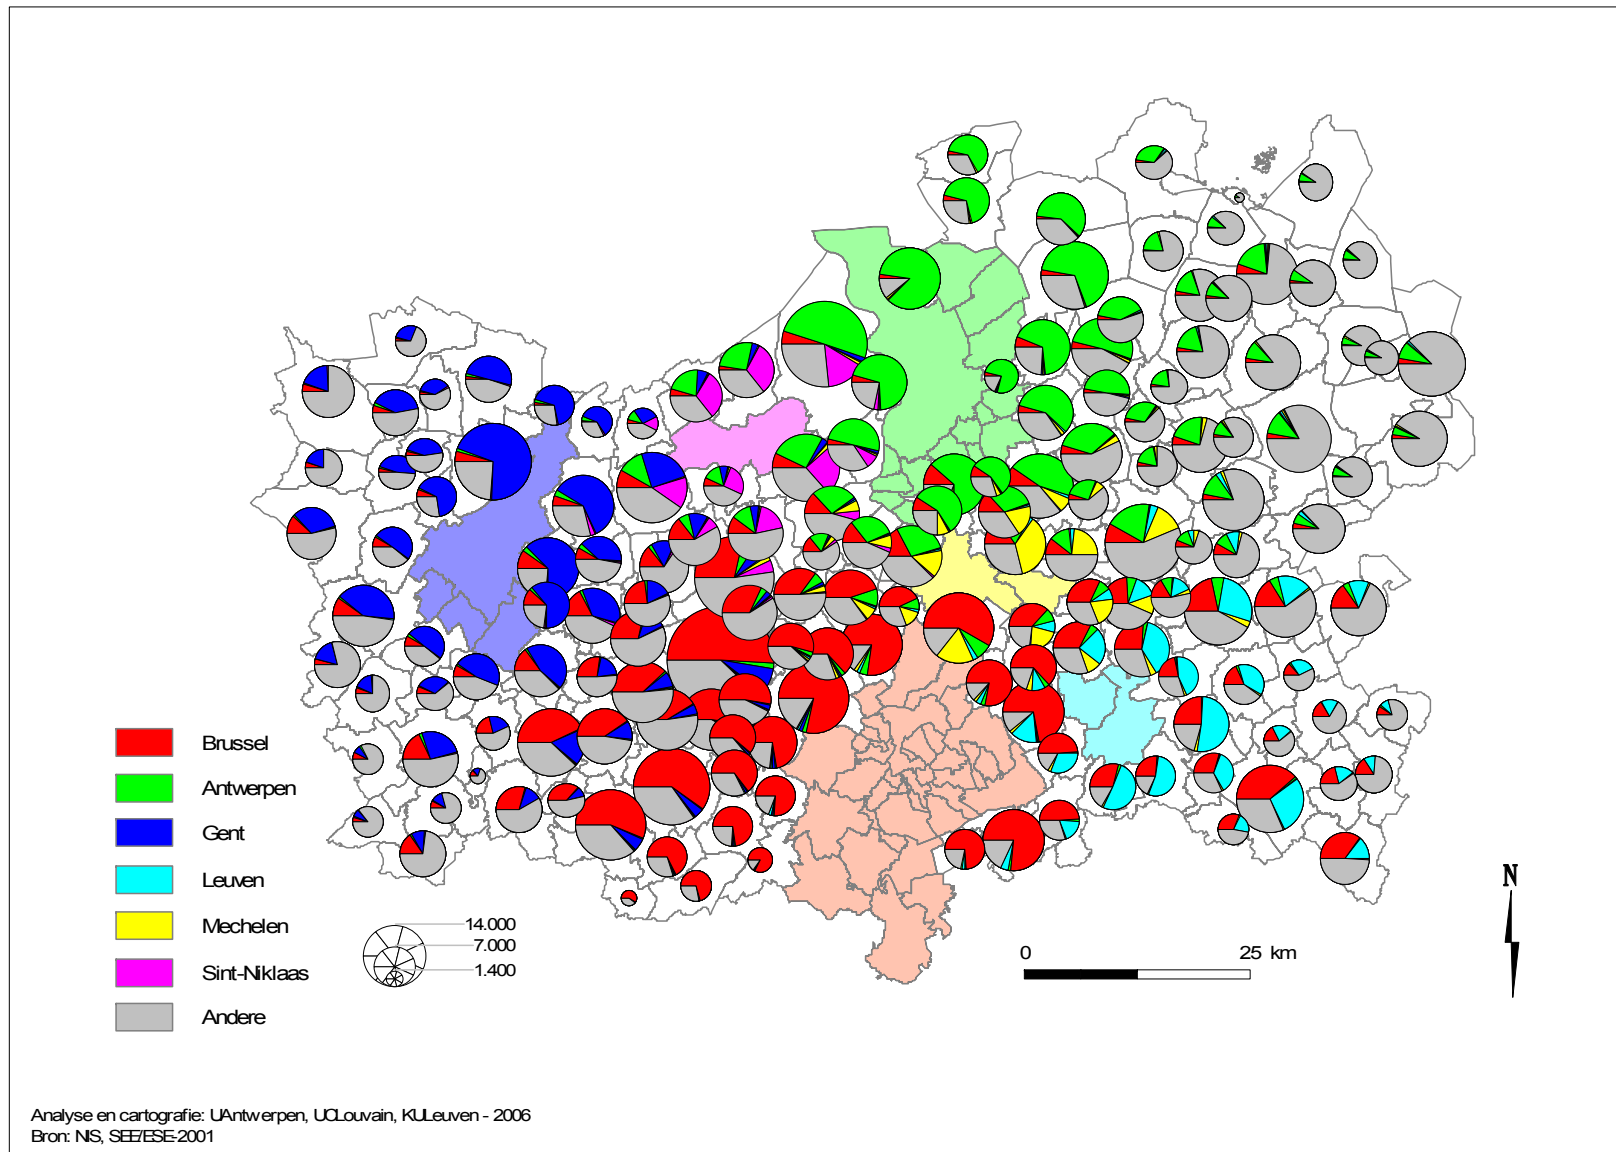 Brussel
Antwerpen
Gent
Leuven
Mechelen
Sint-Niklaas
Andere
14.000
7.000
1.400
0 25 km
N
Analyse en cartografie: UAntwerpen, UCLouvain, KULeuven - 2006
Bron: NIS, SEE/ESE-2001